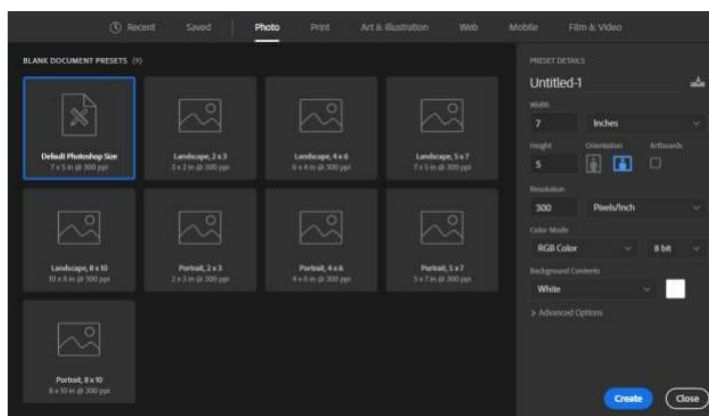 Recent Saved Photo Print Art & Illustration Web Mobile Film & Video
BLANK DOCUMENT PRESETS (9)
Default Photoshop Size
7 x 5 in @ 300 ppi
Landscape, 2 x 3
3 x 2 in @ 300 ppi
Landscape, 4 x 6
6 x 4 in @ 300 ppi
Landscape, 5 x 7
7 x 5 in @ 300 ppi
Landscape, 8 x 10
10 x 8 in @ 300 ppi
Portrait, 2 x 3
2 x 3 in @ 300 ppi
Portrait, 4 x 6
4 x 6 in @ 300 ppi
Portrait, 5 x 7
5 x 7 in @ 300 ppi
Portrait, 8 x 10
8 x 10 in @ 300 ppi
PRESET DETAILS
Untitled-1
Width
7 Inches
Height Orientation Artboards
5
Resolution
300 Pixels/Inch
Color Mode
RGB Color 8 bit
Background Contents
White
> Advanced Options
Create Close